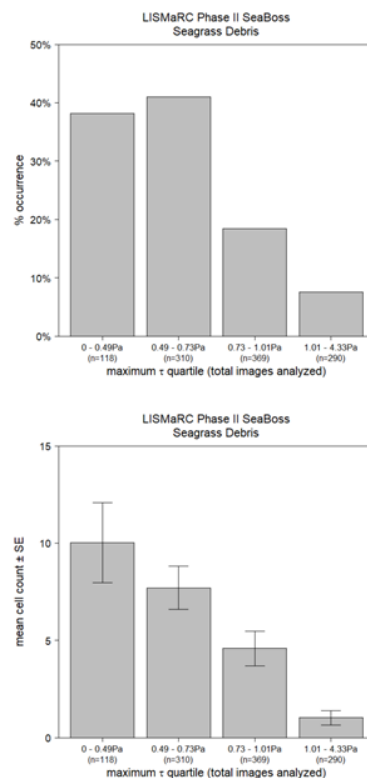 LISMaRC Phase II SeaBoss
Seagrass Debris
50%
40%
30%
20%
10%
0%
% occurrence
0 - 0.49Pa
(n=118)
0.49 - 0.73Pa
(n=310)
0.73 - 1.01Pa
(n=369)
1.01 - 4.33Pa
(n=290)
maximum τ quartile (total images analyzed)
LISMaRC Phase II SeaBoss
Seagrass Debris
15
10
5
0
mean cell count ± SE
0 - 0.49Pa
(n=118)
0.49 - 0.73Pa
(n=310)
0.73 - 1.01Pa
(n=369)
1.01 - 4.33Pa
(n=290)
maximum τ quartile (total images analyzed)